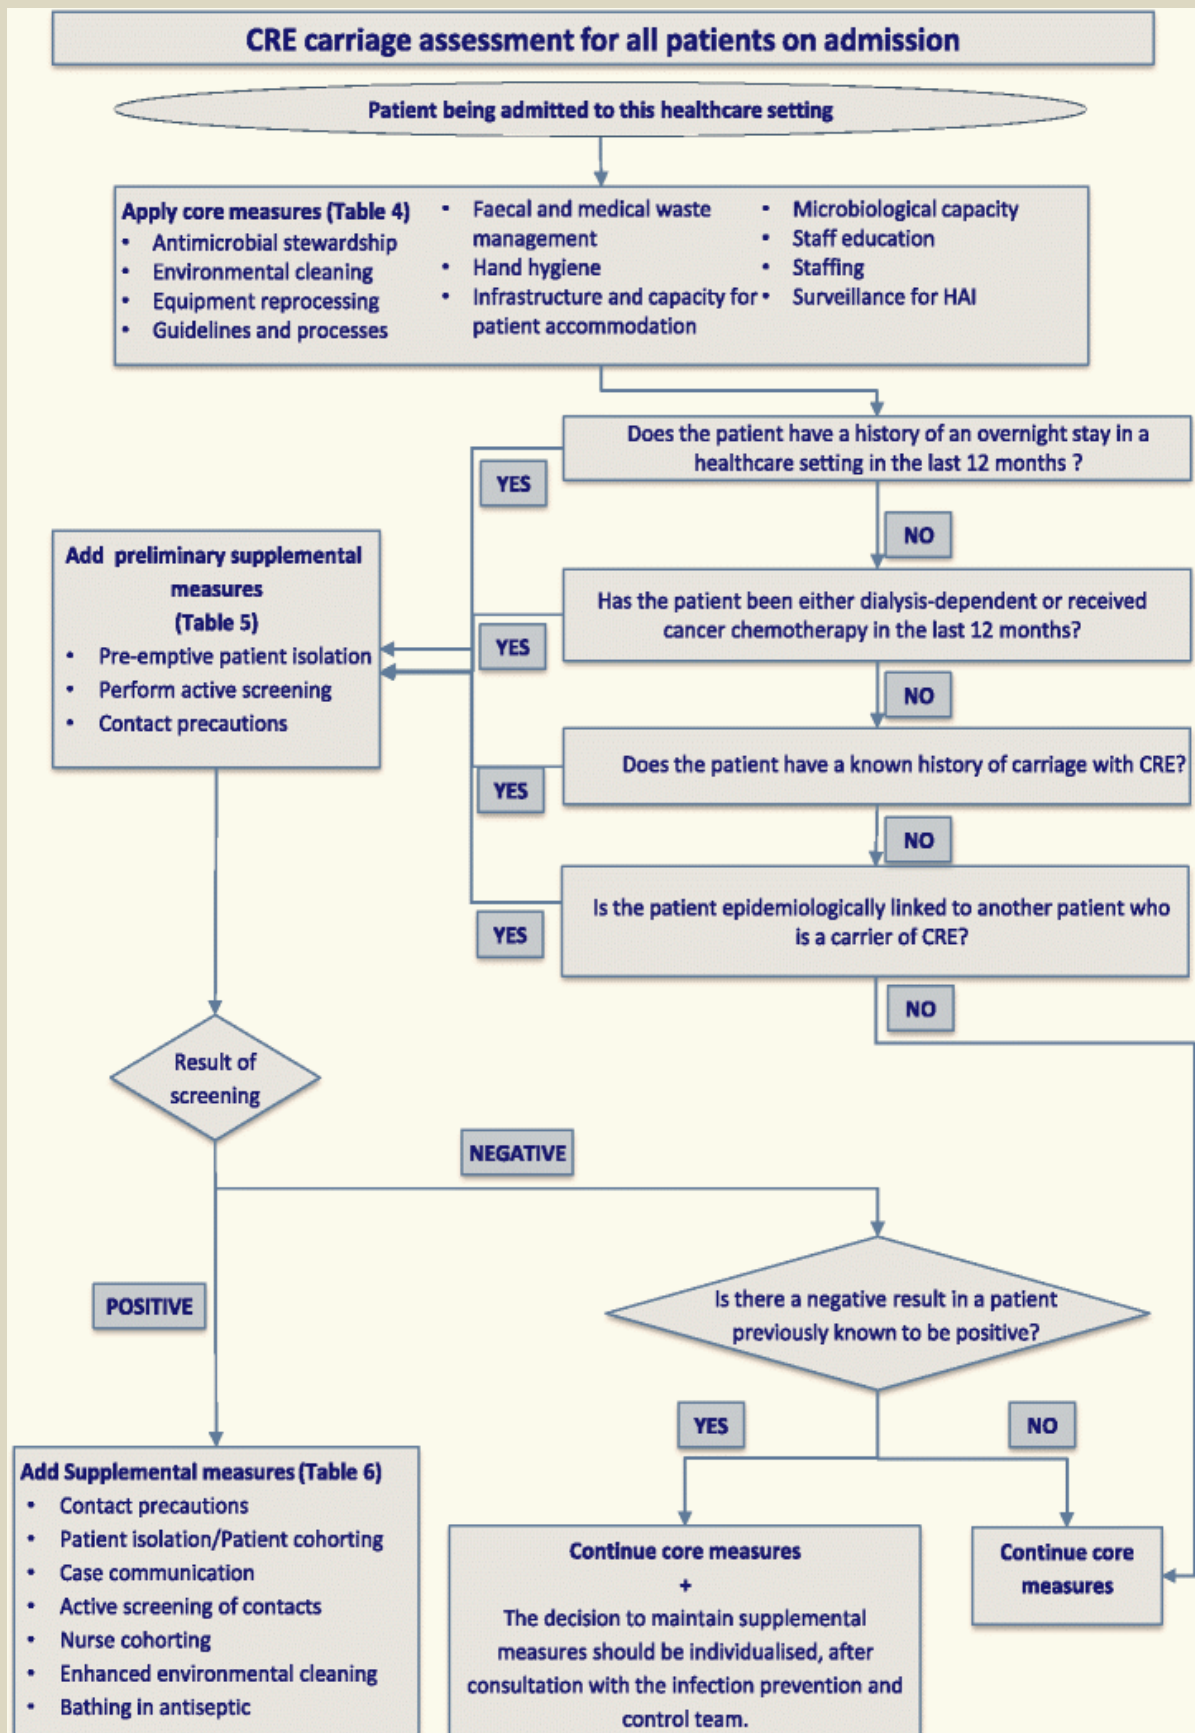 CRE carriage assessment for all patients on admission
Patient being admitted to this healthcare setting
Apply core measures (Table 4)
• Antimicrobial stewardship
• Environmental cleaning
• Equipment reprocessing
• Guidelines and processes
• Faecal and medical waste
management
• Hand hygiene
• Infrastructure and capacity for
patient accommodation
• Microbiological capacity
• Staff education
• Staffing
• Surveillance for HAI
Does the patient have a history of an overnight stay in a
healthcare setting in the last 12 months ?
YES
NO
Add preliminary supplemental
measures
(Table 5)
• Pre-emptive patient isolation
• Perform active screening
• Contact precautions
Has the patient been either dialysis-dependent or received
cancer chemotherapy in the last 12 months?
YES
NO
Does the patient have a known history of carriage with CRE?
YES
NO
Is the patient epidemiologically linked to another patient who
is a carrier of CRE?
YES
NO
Result of
screening
NEGATIVE
POSITIVE
Is there a negative result in a patient
previously known to be positive?
YES
NO
Add Supplemental measures (Table 6)
• Contact precautions
• Patient isolation/Patient cohorting
• Case communication
• Active screening of contacts
• Nurse cohorting
• Enhanced environmental cleaning
• Bathing in antiseptic
Continue core measures
+
The decision to maintain supplemental
measures should be individualised, after
consultation with the infection prevention and
control team.
Continue core
measures